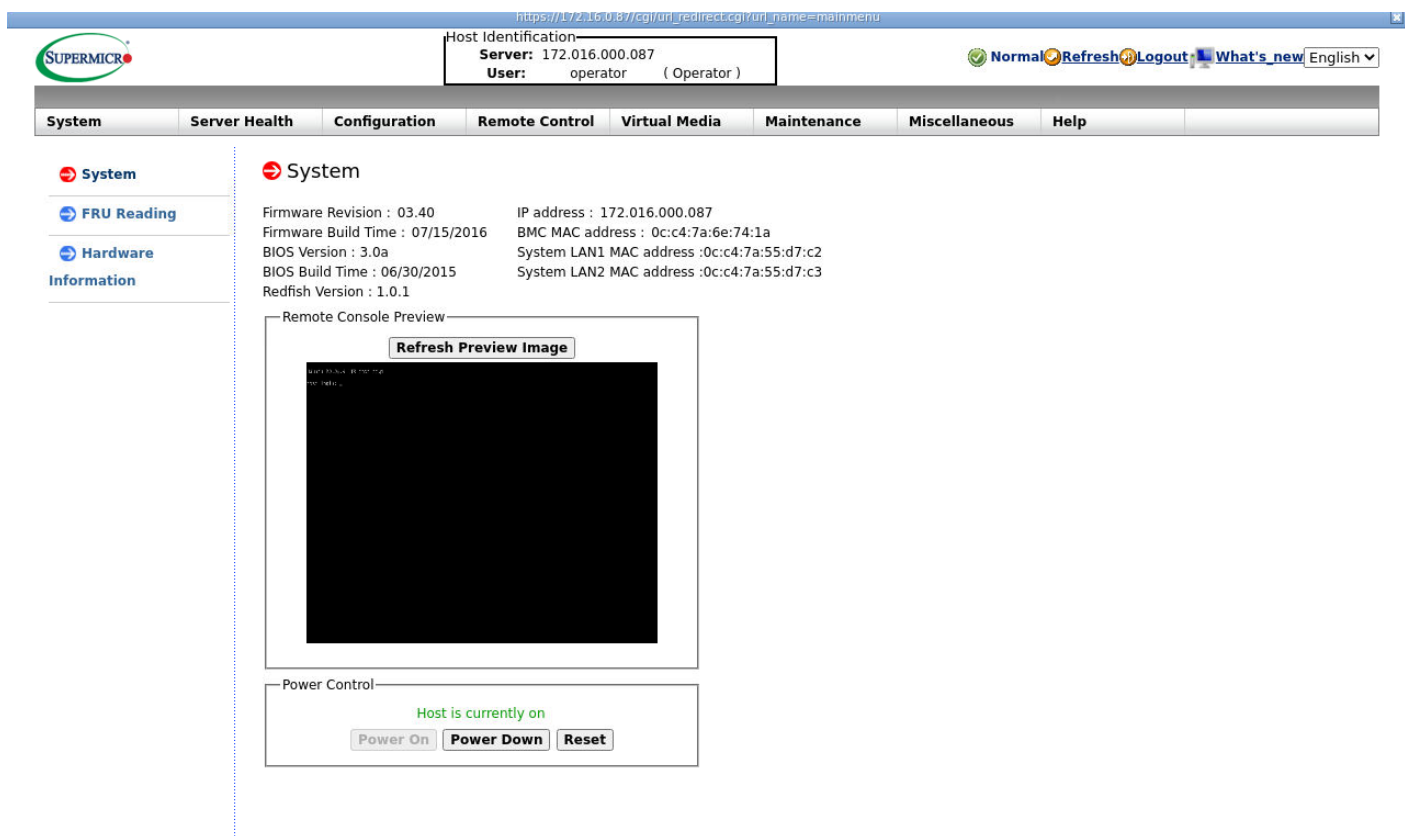 https://172.16.0.87/cgi/url_redirect.cgi?url_name=mainmenu
SUPERMICR
Host Identification
Server: 172.016.000.087
User: operator ( Operator )
Normal Refresh Logout What's_new English
System Server Health Configuration Remote Control Virtual Media Maintenance Miscellaneous Help
System
FRU Reading
Hardware
Information
System
Firmware Revision : 03.40
Firmware Build Time : 07/15/2016
BIOS Version : 3.0a
BIOS Build Time : 06/30/2015
Redfish Version : 1.0.1
IP address : 172.016.000.087
BMC MAC address : 0c:c4:7a:6e:74:1a
System LAN1 MAC address :0c:c4:7a:55:d7:c2
System LAN2 MAC address :0c:c4:7a:55:d7:c3
Remote Console Preview
Refresh Preview Image
Power Control
Host is currently on
Power On Power Down Reset